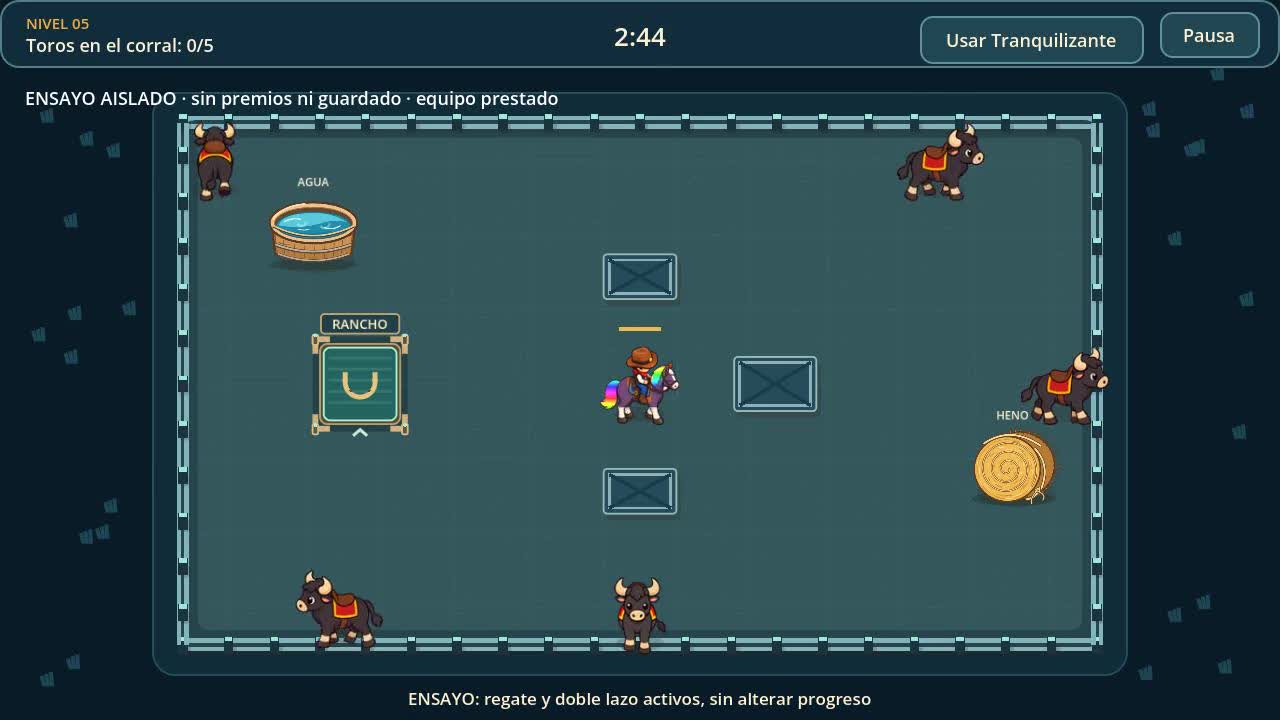 NIVEL 05
Toros en el corral: 0/5
2:44
Usar Tranquilizante
Pausa
ENSAYO AISLADO · sin premios ni guardado · equipo prestado
AGUA
RANCHO
HENO
ENSAYO: regate y doble lazo activos, sin alterar progreso